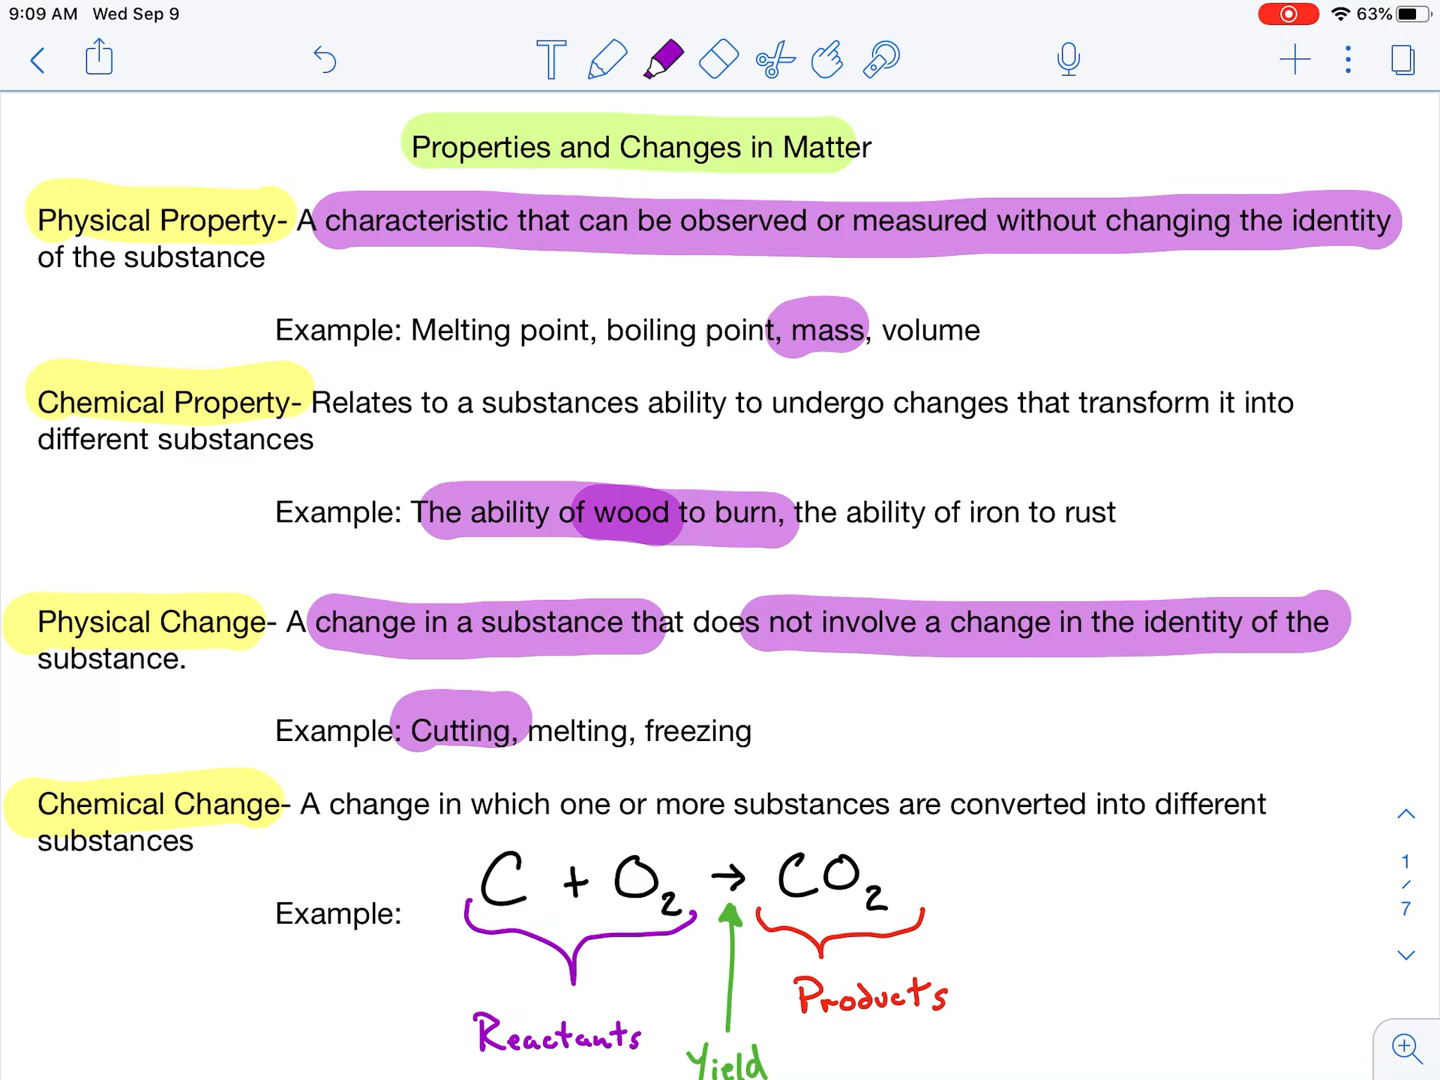 9:09 AM Wed Sep 9
63%
T
Properties and Changes in Matter
Physical Property- A characteristic that can be observed or measured without changing the identity
of the substance
Example: Melting point, boiling point, mass, volume
Chemical Property- Relates to a substances ability to undergo changes that transform it into
different substances
Example: The ability of wood to burn, the ability of iron to rust
Physical Change- A change in a substance that does not involve a change in the identity of the
substance.
Example: Cutting, melting, freezing
Chemical Change- A change in which one or more substances are converted into different
substances
Example: C + O₂ → CO₂
Reactants
Yield
Products
1
/
7